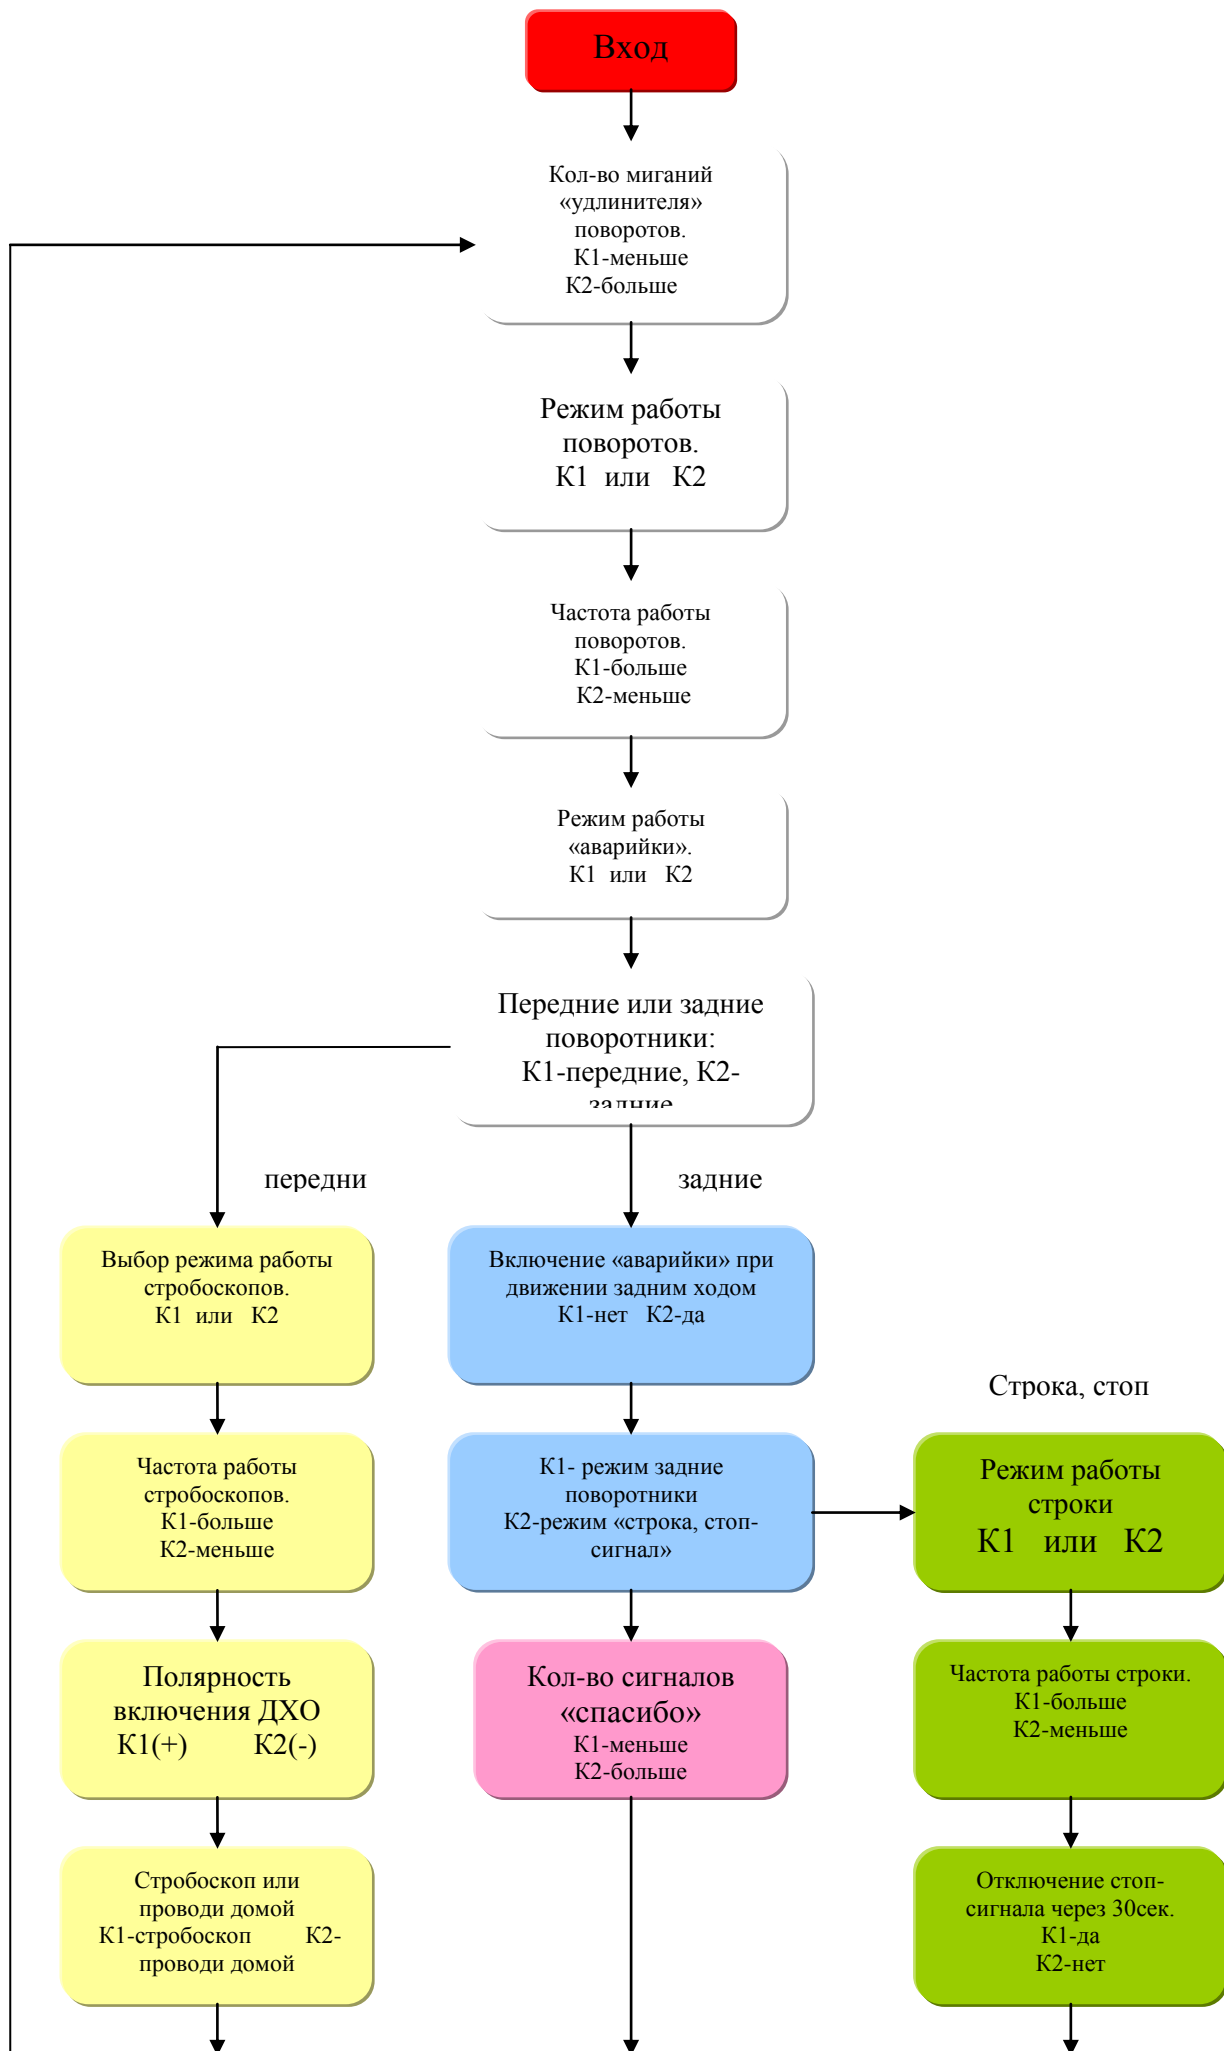 Вход
Кол-во миганий
«удлинителя»
поворотов.
К1-меньше
К2-больше
Режим работы
поворотов.
К1 или К2
Частота работы
поворотов.
К1-больше
К2-меньше
Режим работы
«аварийки».
К1 или К2
Передние или задние
поворотники:
К1-передние, К2-
задние
передни
задние
Выбор режима работы
стробоскопов.
К1 или К2
Включение «аварийки» при
движении задним ходом
К1-нет К2-да
Строка, стоп
Частота работы
стробоскопов.
К1-больше
К2-меньше
К1- режим задние
поворотники
К2-режим «строка, стоп-
сигнал»
Режим работы
строки
К1 или К2
Полярность
включения ДХО
К1(+) К2(-)
Кол-во сигналов
«спасибо»
К1-меньше
К2-больше
Частота работы строки.
К1-больше
К2-меньше
Стробоскоп или
проводи домой
К1-стробоскоп К2-
проводи домой
Отключение стоп-
сигнала через 30сек.
К1-да
К2-нет